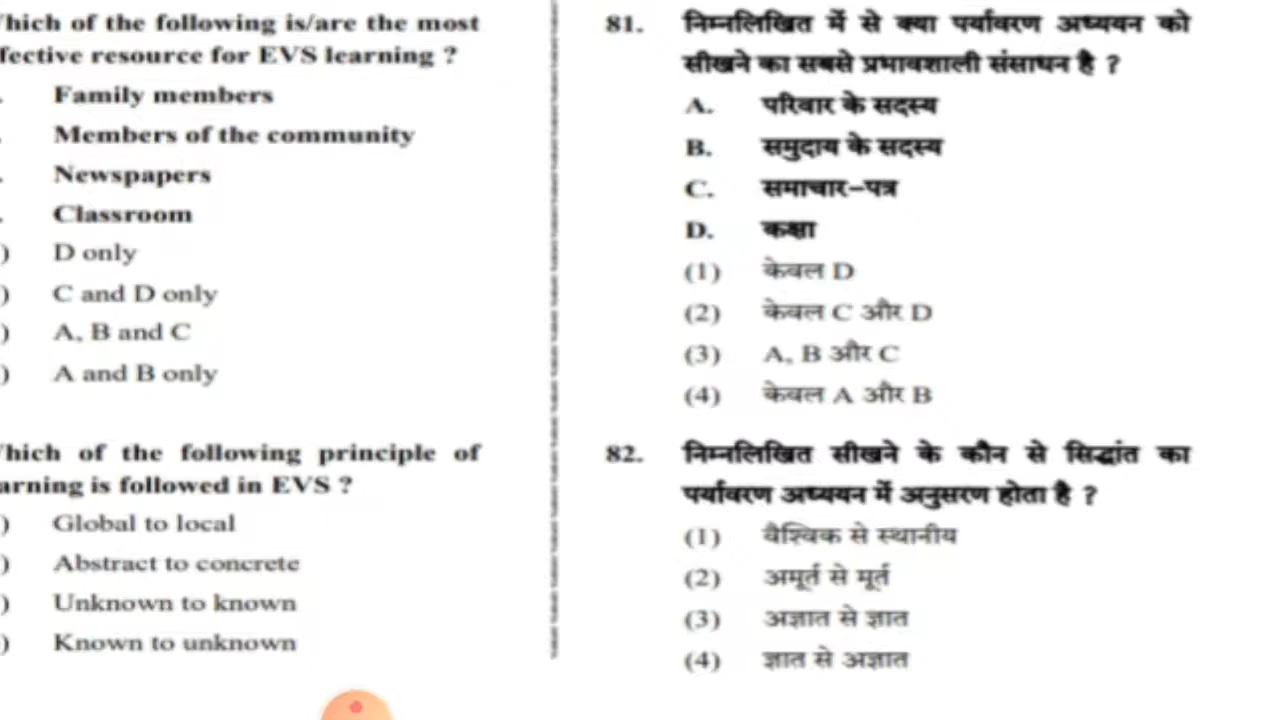 hich of the following is/are the most
fective resource for EVS learning ?
. Family members
. Members of the community
. Newspapers
. Classroom
) D only
) C and D only
) A, B and C
) A and B only
hich of the following principle of
arning is followed in EVS ?
) Global to local
) Abstract to concrete
) Unknown to known
) Known to unknown
81. निम्नलिखित में से क्या पर्यावरण अध्ययन को
सीखने का सबसे प्रभावशाली संसाधन है ?
A. परिवार के सदस्य
B. समुदाय के सदस्य
C. समाचार-पत्र
D. कक्षा
(1) केवल D
(2) केवल C और D
(3) A, B और C
(4) केवल A और B
82. निम्नलिखित सीखने के कौन से सिद्धांत का
पर्यावरण अध्ययन में अनुसरण होता है ?
(1) वैश्विक से स्थानीय
(2) अमूर्त से मूर्त
(3) अज्ञात से ज्ञात
(4) ज्ञात से अज्ञात